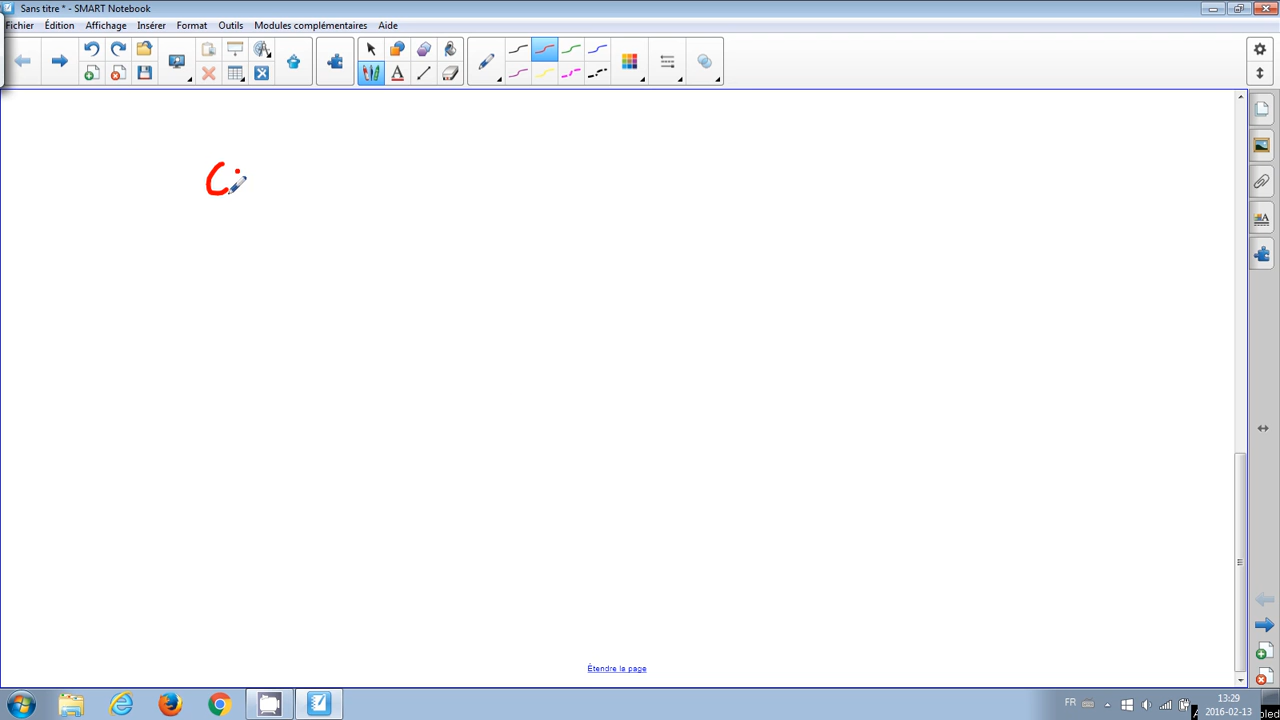 Sans titre * - SMART Notebook
Fichier Édition Affichage Insérer Format Outils Modules complémentaires Aide
C
Étendre la page
FR
13:29
2016-02-13